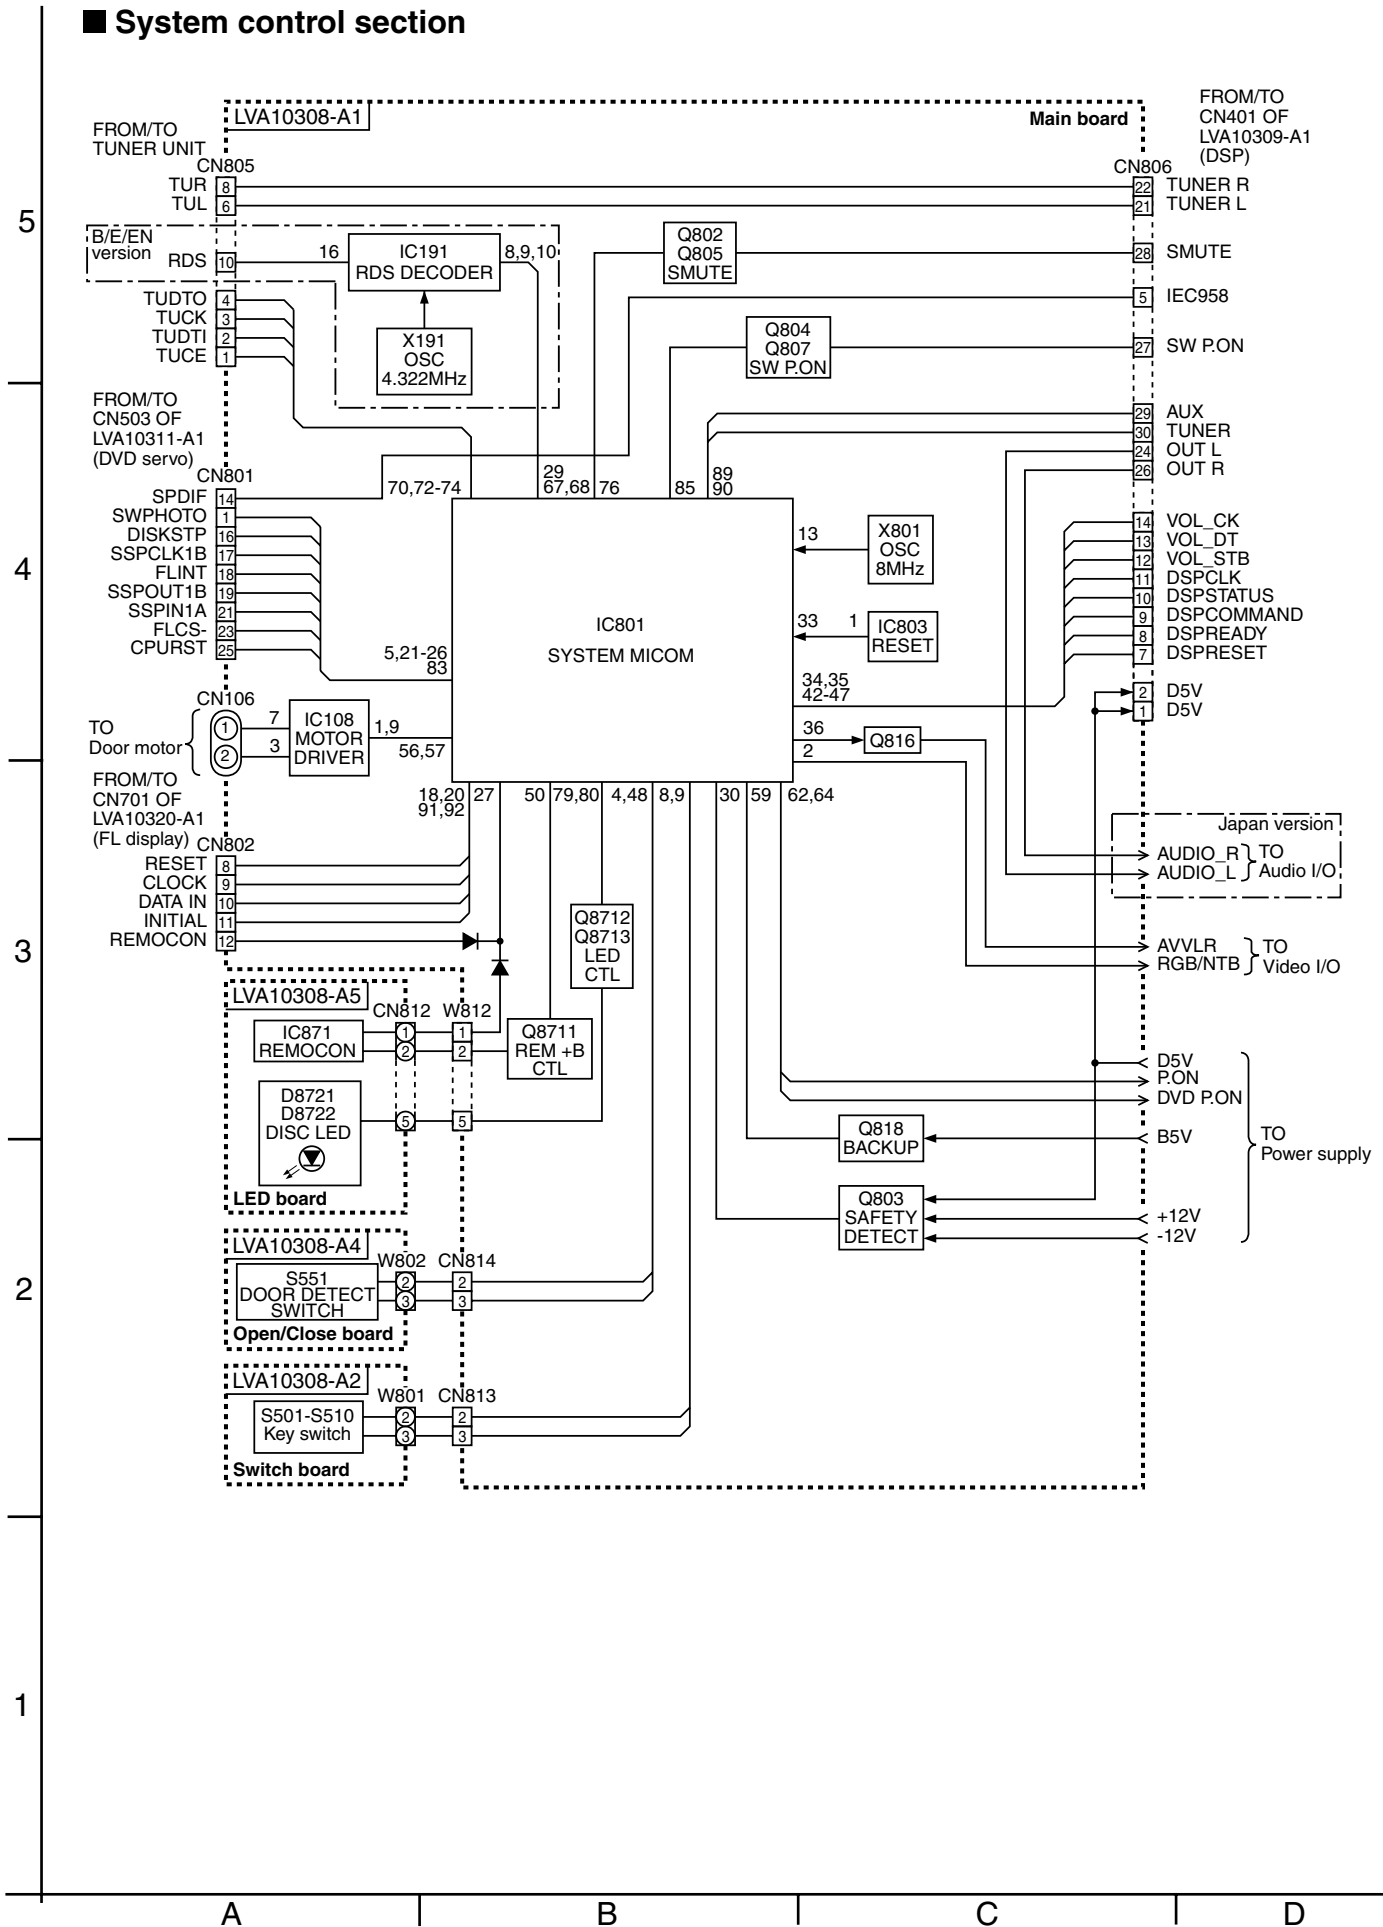 ■ System control section
LVA10308-A1
Main board
FROM/TO
CN401 OF
LVA10309-A1
(DSP)
FROM/TO
TUNER UNIT
CN805
CN806
TUR 8
22 TUNER R
TUL 6
21 TUNER L
5
B/E/EN
version
RDS 10
16
IC191
RDS DECODER
8,9,10
Q802
Q805
SMUTE
28 SMUTE
TUDTO 4
TUCK 3
TUDTI 2
TUCE 1
X191
OSC
4.322MHz
5 IEC958
Q804
Q807
SW P.ON
27 SW P.ON
FROM/TO
CN503 OF
LVA10311-A1
(DVD servo)
CN801
29 AUX
30 TUNER
24 OUT L
26 OUT R
SPDIF 14
SWPHOTO 1
DISKSTP 16
SSPCLK1B 17
FLINT 18
SSPOUT1B 19
SSPIN1A 21
FLCS- 23
CPURST 25
70,72-74
29
67,68
76
85
89
90
4
IC801
SYSTEM MICOM
13
X801
OSC
8MHz
33
1
IC803
RESET
14 VOL_CK
13 VOL_DT
12 VOL_STB
11 DSPCLK
10 DSPSTATUS
9 DSPCOMMAND
8 DSPREADY
7 DSPRESET
5,21-26
83
34,35
42-47
2 D5V
1 D5V
CN106
TO
Door motor
1
2
7
3
IC108
MOTOR
DRIVER
1,9
56,57
36
2
Q816
FROM/TO
CN701 OF
LVA10320-A1
(FL display)
CN802
18,20
91,92
27
50
79,80
4,48
8,9
30
59
62,64
RESET 8
CLOCK 9
DATA IN 10
INITIAL 11
REMOCON 12
Japan version
AUDIO_R
AUDIO_L
TO
Audio I/O
3
Q8712
Q8713
LED
CTL
AVVLR
RGB/NTB
TO
Video I/O
LVA10308-A5
CN812
W812
IC871
REMOCON
1
2
1
2
Q8711
REM +B
CTL
D8721
D8722
DISC LED
5
5
LED board
D5V
P.ON
DVD P.ON
B5V
+12V
-12V
TO
Power supply
Q818
BACKUP
Q803
SAFETY
DETECT
LVA10308-A4
W802
CN814
S551
DOOR DETECT
SWITCH
2
3
2
3
Open/Close board
2
LVA10308-A2
W801
CN813
S501-S510
Key switch
2
3
2
3
Switch board
1
A
B
C
D